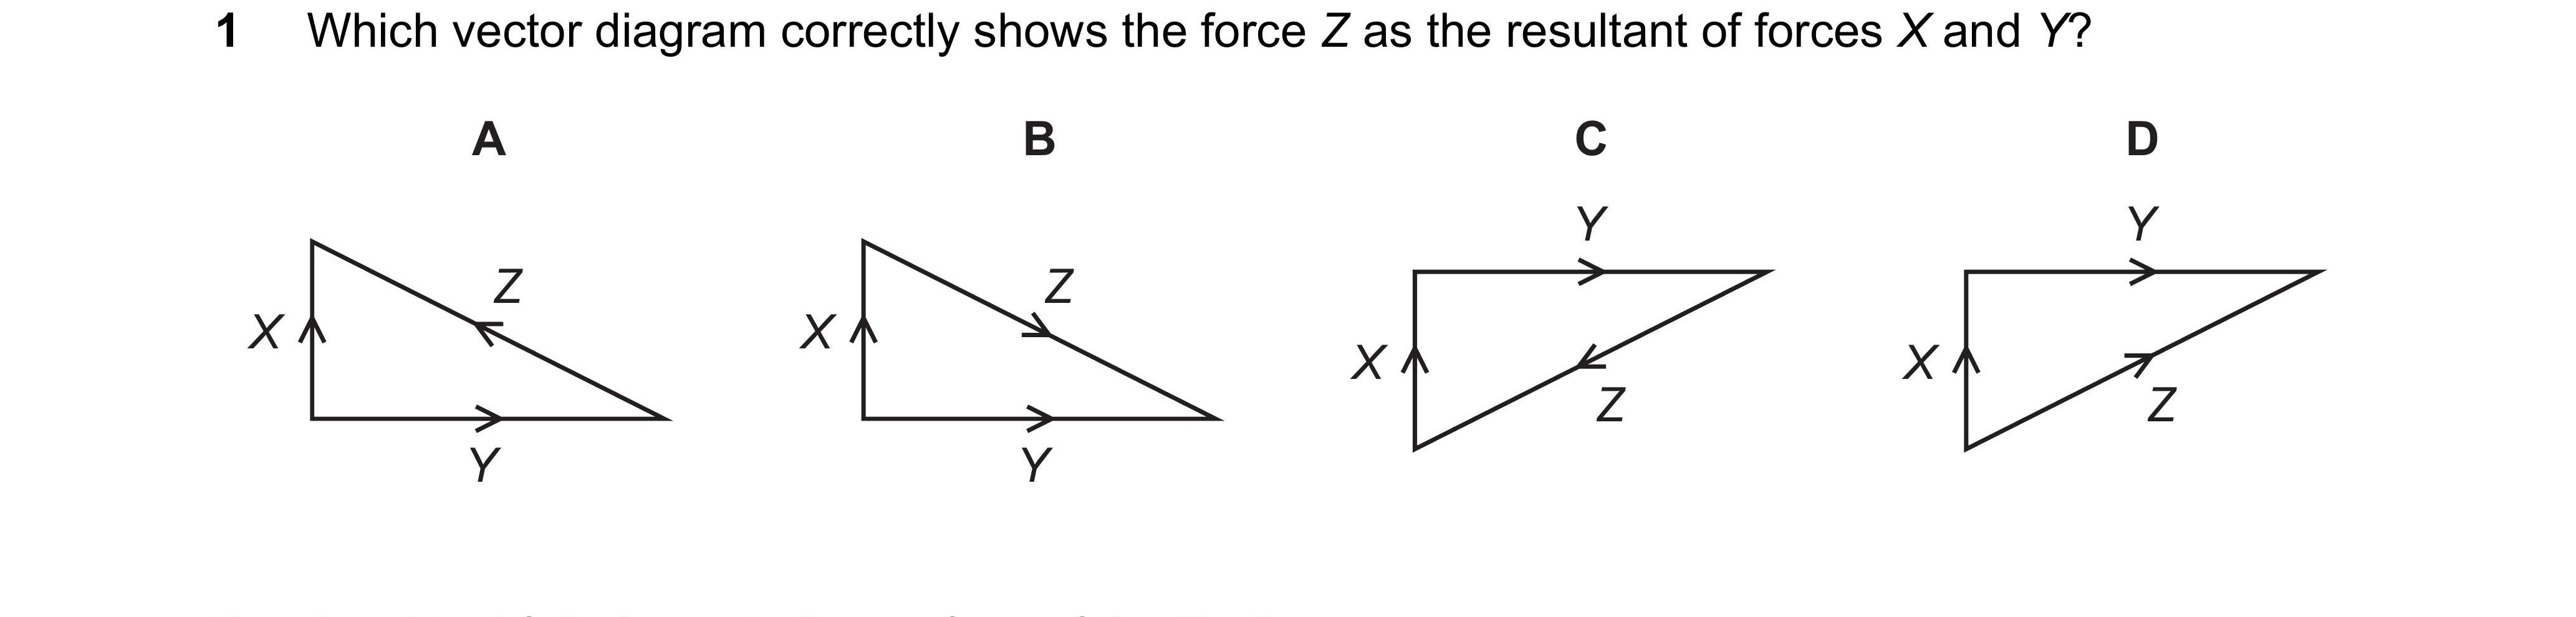 1 Which vector diagram correctly shows the force Z as the resultant of forces X and Y?
A B C D
Y Y
Z Z
X X X X
Z Z
Y Y